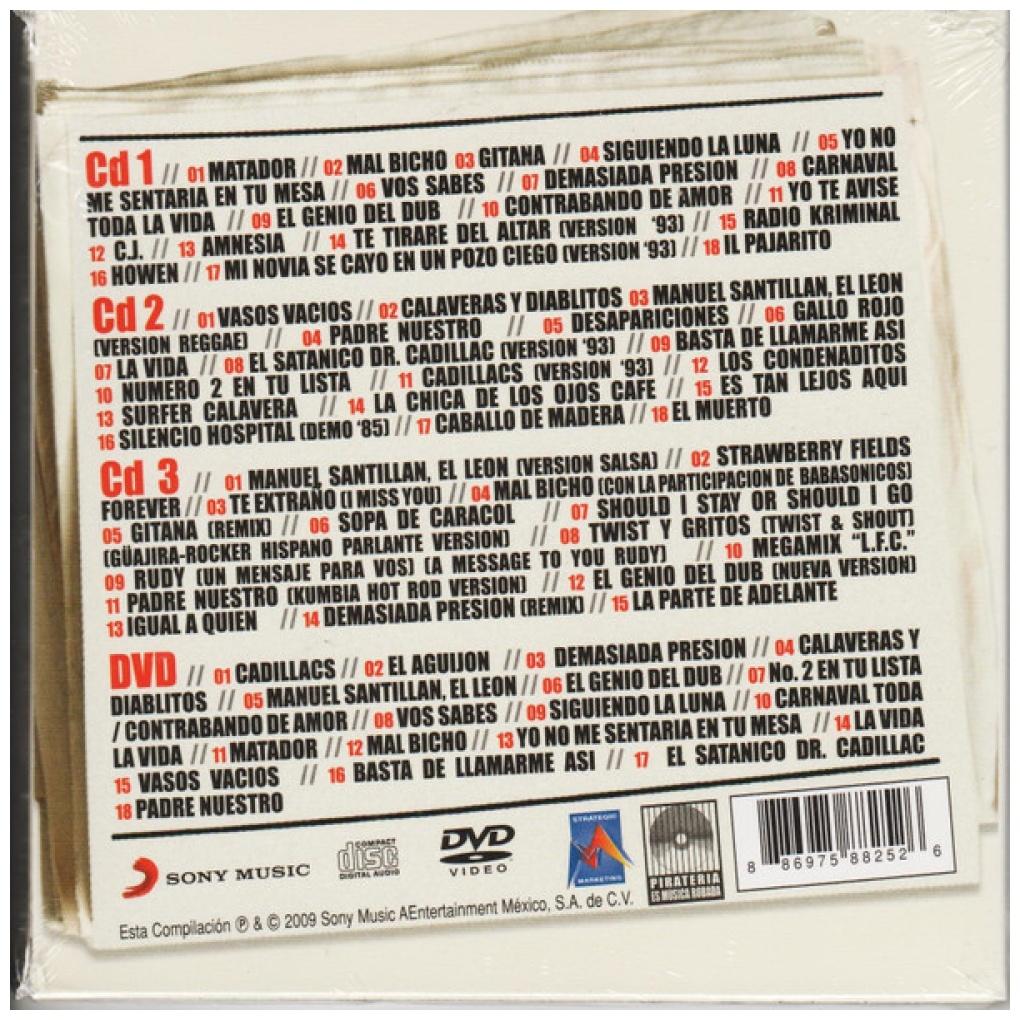 Cd 1 // 01 MATADOR // 02 MAL BICHO 03 GITANA // 04 SIGUIENDO LA LUNA // 05 YO NO
ME SENTARIA EN TU MESA // 06 VOS SABES // 07 DEMASIADA PRESION // 08 CARNAVAL
TODA LA VIDA // 09 EL GENIO DEL DUB // 10 CONTRABANDO DE AMOR // 11 YO TE AVISE
12 C.J. // 13 AMNESIA // 14 TE TIRARE DEL ALTAR (VERSION '93) // 15 RADIO KRIMINAL
16 HOWEN // 17 MI NOVIA SE CAYO EN UN POZO CIEGO (VERSION '93) // 18 IL PAJARITO
Cd 2 // 01 VASOS VACIOS // 02 CALAVERAS Y DIABLITOS 03 MANUEL SANTILLAN, EL LEON
(VERSION REGGAE) // 04 PADRE NUESTRO // 05 DESAPARICIONES // 06 GALLO ROJO
07 LA VIDA // 08 EL SATANICO DR. CADILLAC (VERSION '93) // 09 BASTA DE LLAMARME ASI
10 NUMERO 2 EN TU LISTA // 11 CADILLACS (VERSION '93) // 12 LOS CONDENADITOS
13 SURFER CALAVERA // 14 LA CHICA DE LOS OJOS CAFE // 15 ES TAN LEJOS AQUI
16 SILENCIO HOSPITAL (DEMO '85) // 17 CABALLO DE MADERA // 18 EL MUERTO
Cd 3 // 01 MANUEL SANTILLAN, EL LEON (VERSION SALSA) // 02 STRAWBERRY FIELDS
FOREVER // 03 TE EXTRAÑO (I MISS YOU) // 04 MAL BICHO (CON LA PARTICIPACION DE BABASONICOS)
05 GITANA (REMIX) // 06 SOPA DE CARACOL // 07 SHOULD I STAY OR SHOULD I GO
(GÜAJIRA-ROCKER HISPANO PARLANTE VERSION) // 08 TWIST Y GRITOS (TWIST & SHOUT)
09 RUDY (UN MENSAJE PARA VOS) (A MESSAGE TO YOU RUDY) // 10 MEGAMIX "L.F.C."
11 PADRE NUESTRO (KUMBIA HOT ROD VERSION) // 12 EL GENIO DEL DUB (NUEVA VERSION)
13 IGUAL A QUIEN // 14 DEMASIADA PRESION (REMIX) // 15 LA PARTE DE ADELANTE
DVD // 01 CADILLACS // 02 EL AGUIJON // 03 DEMASIADA PRESION // 04 CALAVERAS Y
DIABLITOS // 05 MANUEL SANTILLAN, EL LEON // 06 EL GENIO DEL DUB // 07 No. 2 EN TU LISTA
/ CONTRABANDO DE AMOR // 08 VOS SABES // 09 SIGUIENDO LA LUNA // 10 CARNAVAL TODA
LA VIDA // 11 MATADOR // 12 MAL BICHO // 13 YO NO ME SENTARIA EN TU MESA // 14 LA VIDA
15 VASOS VACIOS // 16 BASTA DE LLAMARME ASI // 17 EL SATANICO DR. CADILLAC
18 PADRE NUESTRO
SONY MUSIC
COMPACT
disc
DIGITAL AUDIO
DVD
VIDEO
STRATEGIC
MARKETING
PIRATERIA
ES MUSICA ROBADA
8 86975 88252 6
Esta Compilación ℗ & © 2009 Sony Music AEntertainment México, S.A. de C.V.